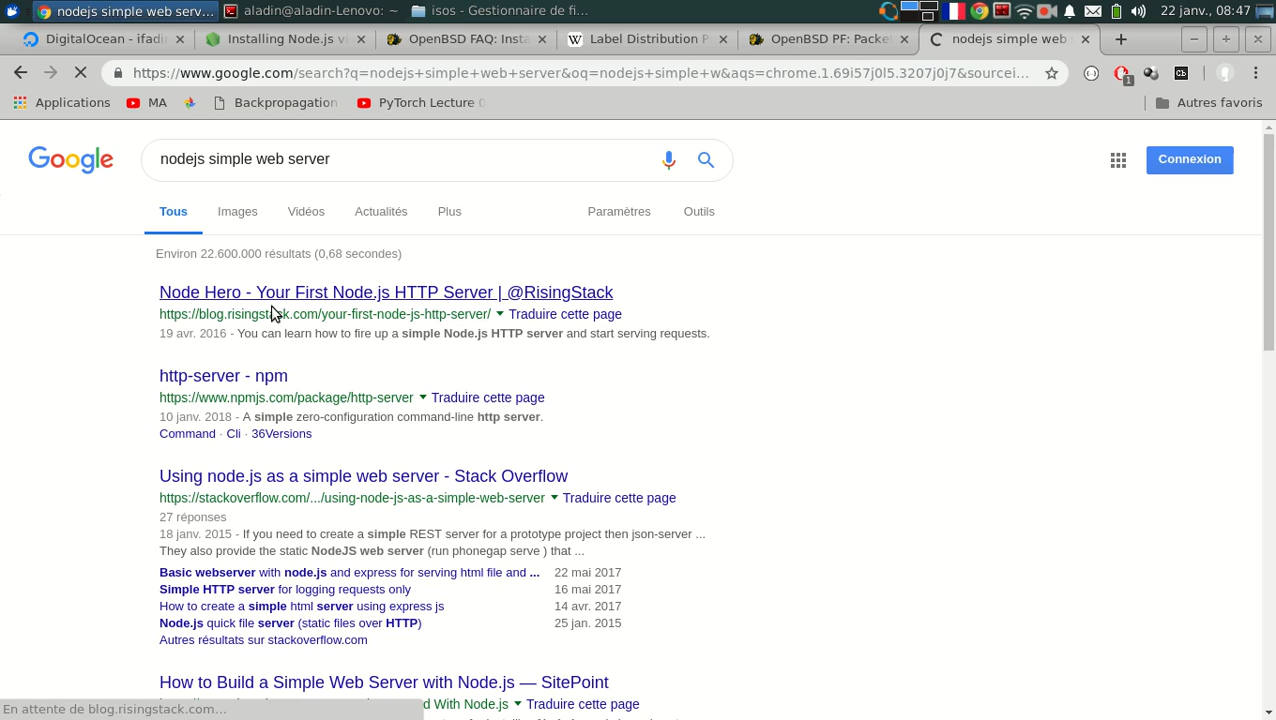 nodejs simple web serv... aladin@aladin-Lenovo: ~ isos - Gestionnaire de fi... 22 janv., 08:47
DigitalOcean - ifadin Installing Node.js vi OpenBSD FAQ: Insta Label Distribution P OpenBSD PF: Packe nodejs simple web
https://www.google.com/search?q=nodejs+simple+web+server&oq=nodejs+simple+w&aqs=chrome.1.69i57j0l5.3207j0j7&sourcei... 1 Cb
Applications MA Backpropagation PyTorch Lecture Autres favoris
Google nodejs simple web server Connexion
Tous Images Vidéos Actualités Plus Paramètres Outils
Environ 22.600.000 résultats (0,68 secondes)
Node Hero - Your First Node.js HTTP Server | @RisingStack
https://blog.risingstack.com/your-first-node-js-http-server/ Traduire cette page
19 avr. 2016 - You can learn how to fire up a simple Node.js HTTP server and start serving requests.
http-server - npm
https://www.npmjs.com/package/http-server Traduire cette page
10 janv. 2018 - A simple zero-configuration command-line http server.
Command · Cli · 36Versions
Using node.js as a simple web server - Stack Overflow
https://stackoverflow.com/.../using-node-js-as-a-simple-web-server Traduire cette page
27 réponses
18 janv. 2015 - If you need to create a simple REST server for a prototype project then json-server ...
They also provide the static NodeJS web server (run phonegap serve ) that ...
Basic webserver with node.js and express for serving html file and ... 22 mai 2017
Simple HTTP server for logging requests only 16 mai 2017
How to create a simple html server using express js 14 avr. 2017
Node.js quick file server (static files over HTTP) 25 jan. 2015
Autres résultats sur stackoverflow.com
How to Build a Simple Web Server with Node.js — SitePoint
d With Node.js Traduire cette page
En attente de blog.risingstack.com...